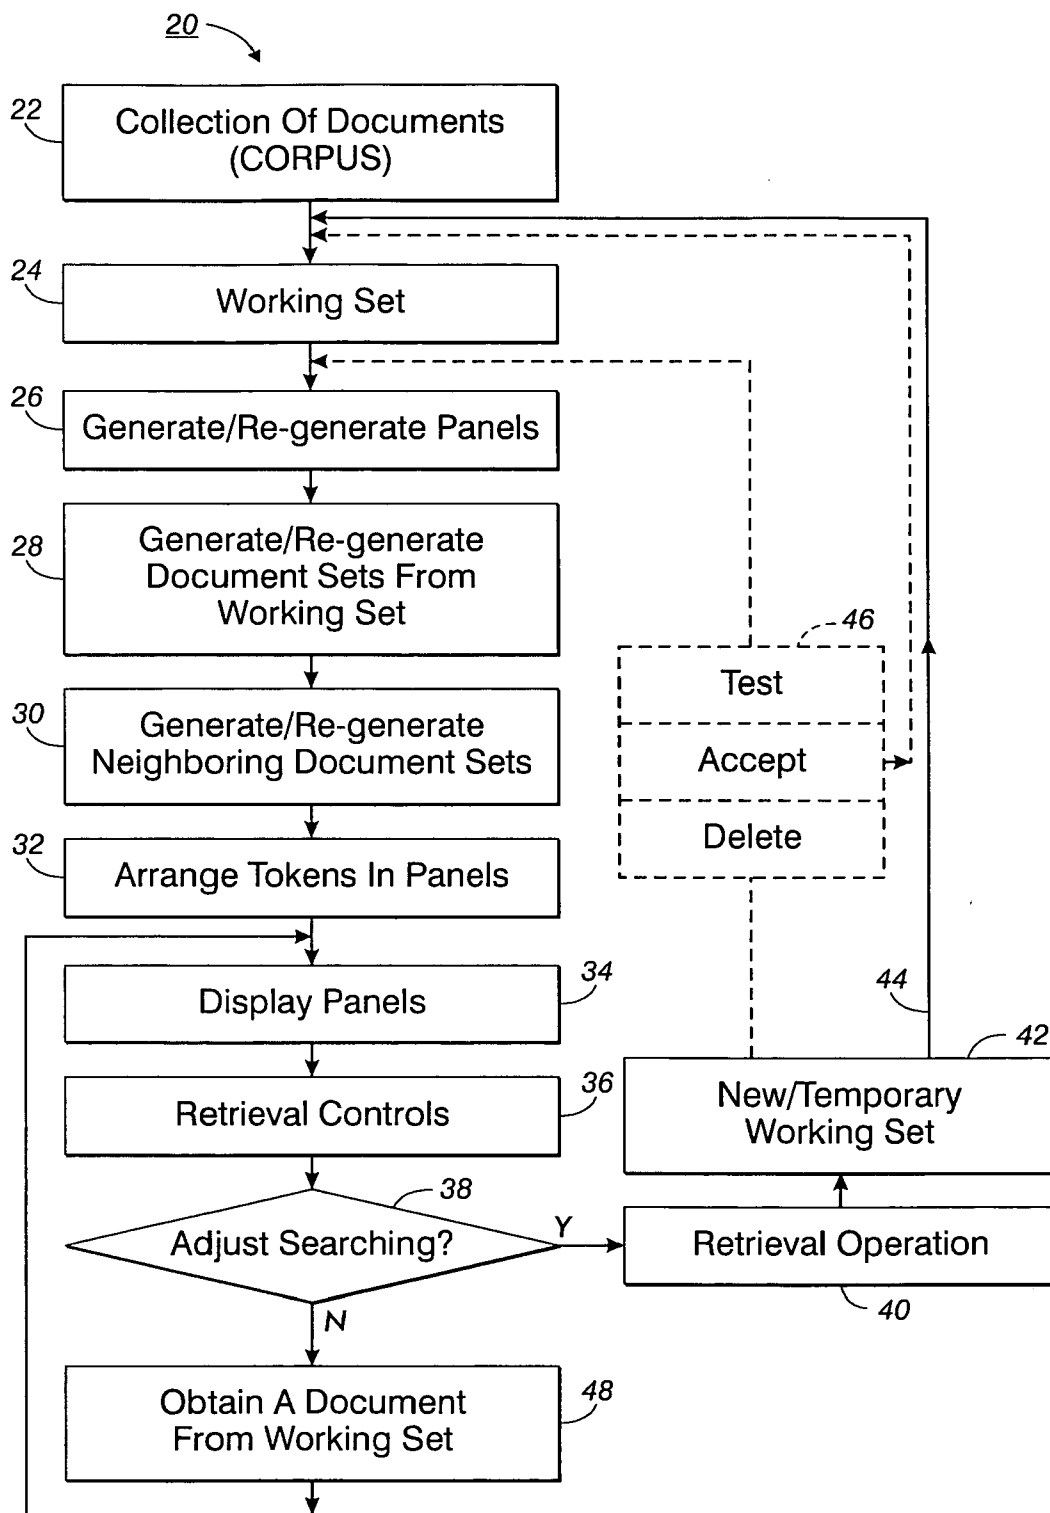 20
22
Collection Of Documents
(CORPUS)
24
Working Set
26
Generate/Re-generate Panels
28
Generate/Re-generate
Document Sets From
Working Set
46
Test
30
Generate/Re-generate
Neighboring Document Sets
Accept
Delete
32
Arrange Tokens In Panels
34
Display Panels
44
42
New/Temporary
Working Set
36
Retrieval Controls
38
Adjust Searching?
Y
Retrieval Operation
40
N
48
Obtain A Document
From Working Set